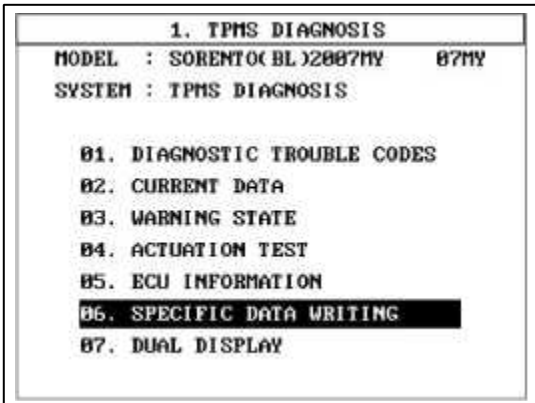 1. TPMS DIAGNOSIS
MODEL : SORENTO(BL)2007MY 07MY
SYSTEM : TPMS DIAGNOSIS
01. DIAGNOSTIC TROUBLE CODES
02. CURRENT DATA
03. WARNING STATE
04. ACTUATION TEST
05. ECU INFORMATION
06. SPECIFIC DATA WRITING
07. DUAL DISPLAY